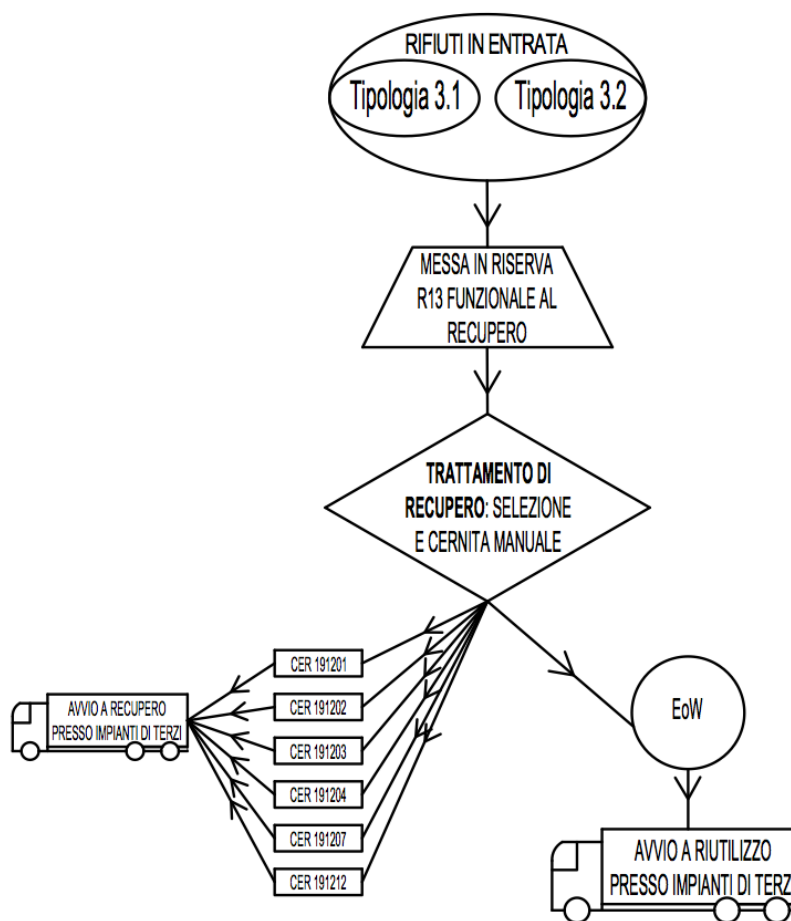 RIFIUTI IN ENTRATA
Tipologia 3.1
Tipologia 3.2
MESSA IN RISERVA
R13 FUNZIONALE AL
RECUPERO
TRATTAMENTO DI
RECUPERO: SELEZIONE
E CERNITA MANUALE
CER 191201
CER 191202
CER 191203
CER 191204
CER 191207
CER 191212
AVVIO A RECUPERO
PRESSO IMPIANTI DI TERZI
EoW
AVVIO A RIUTILIZZO
PRESSO IMPIANTI DI TERZI